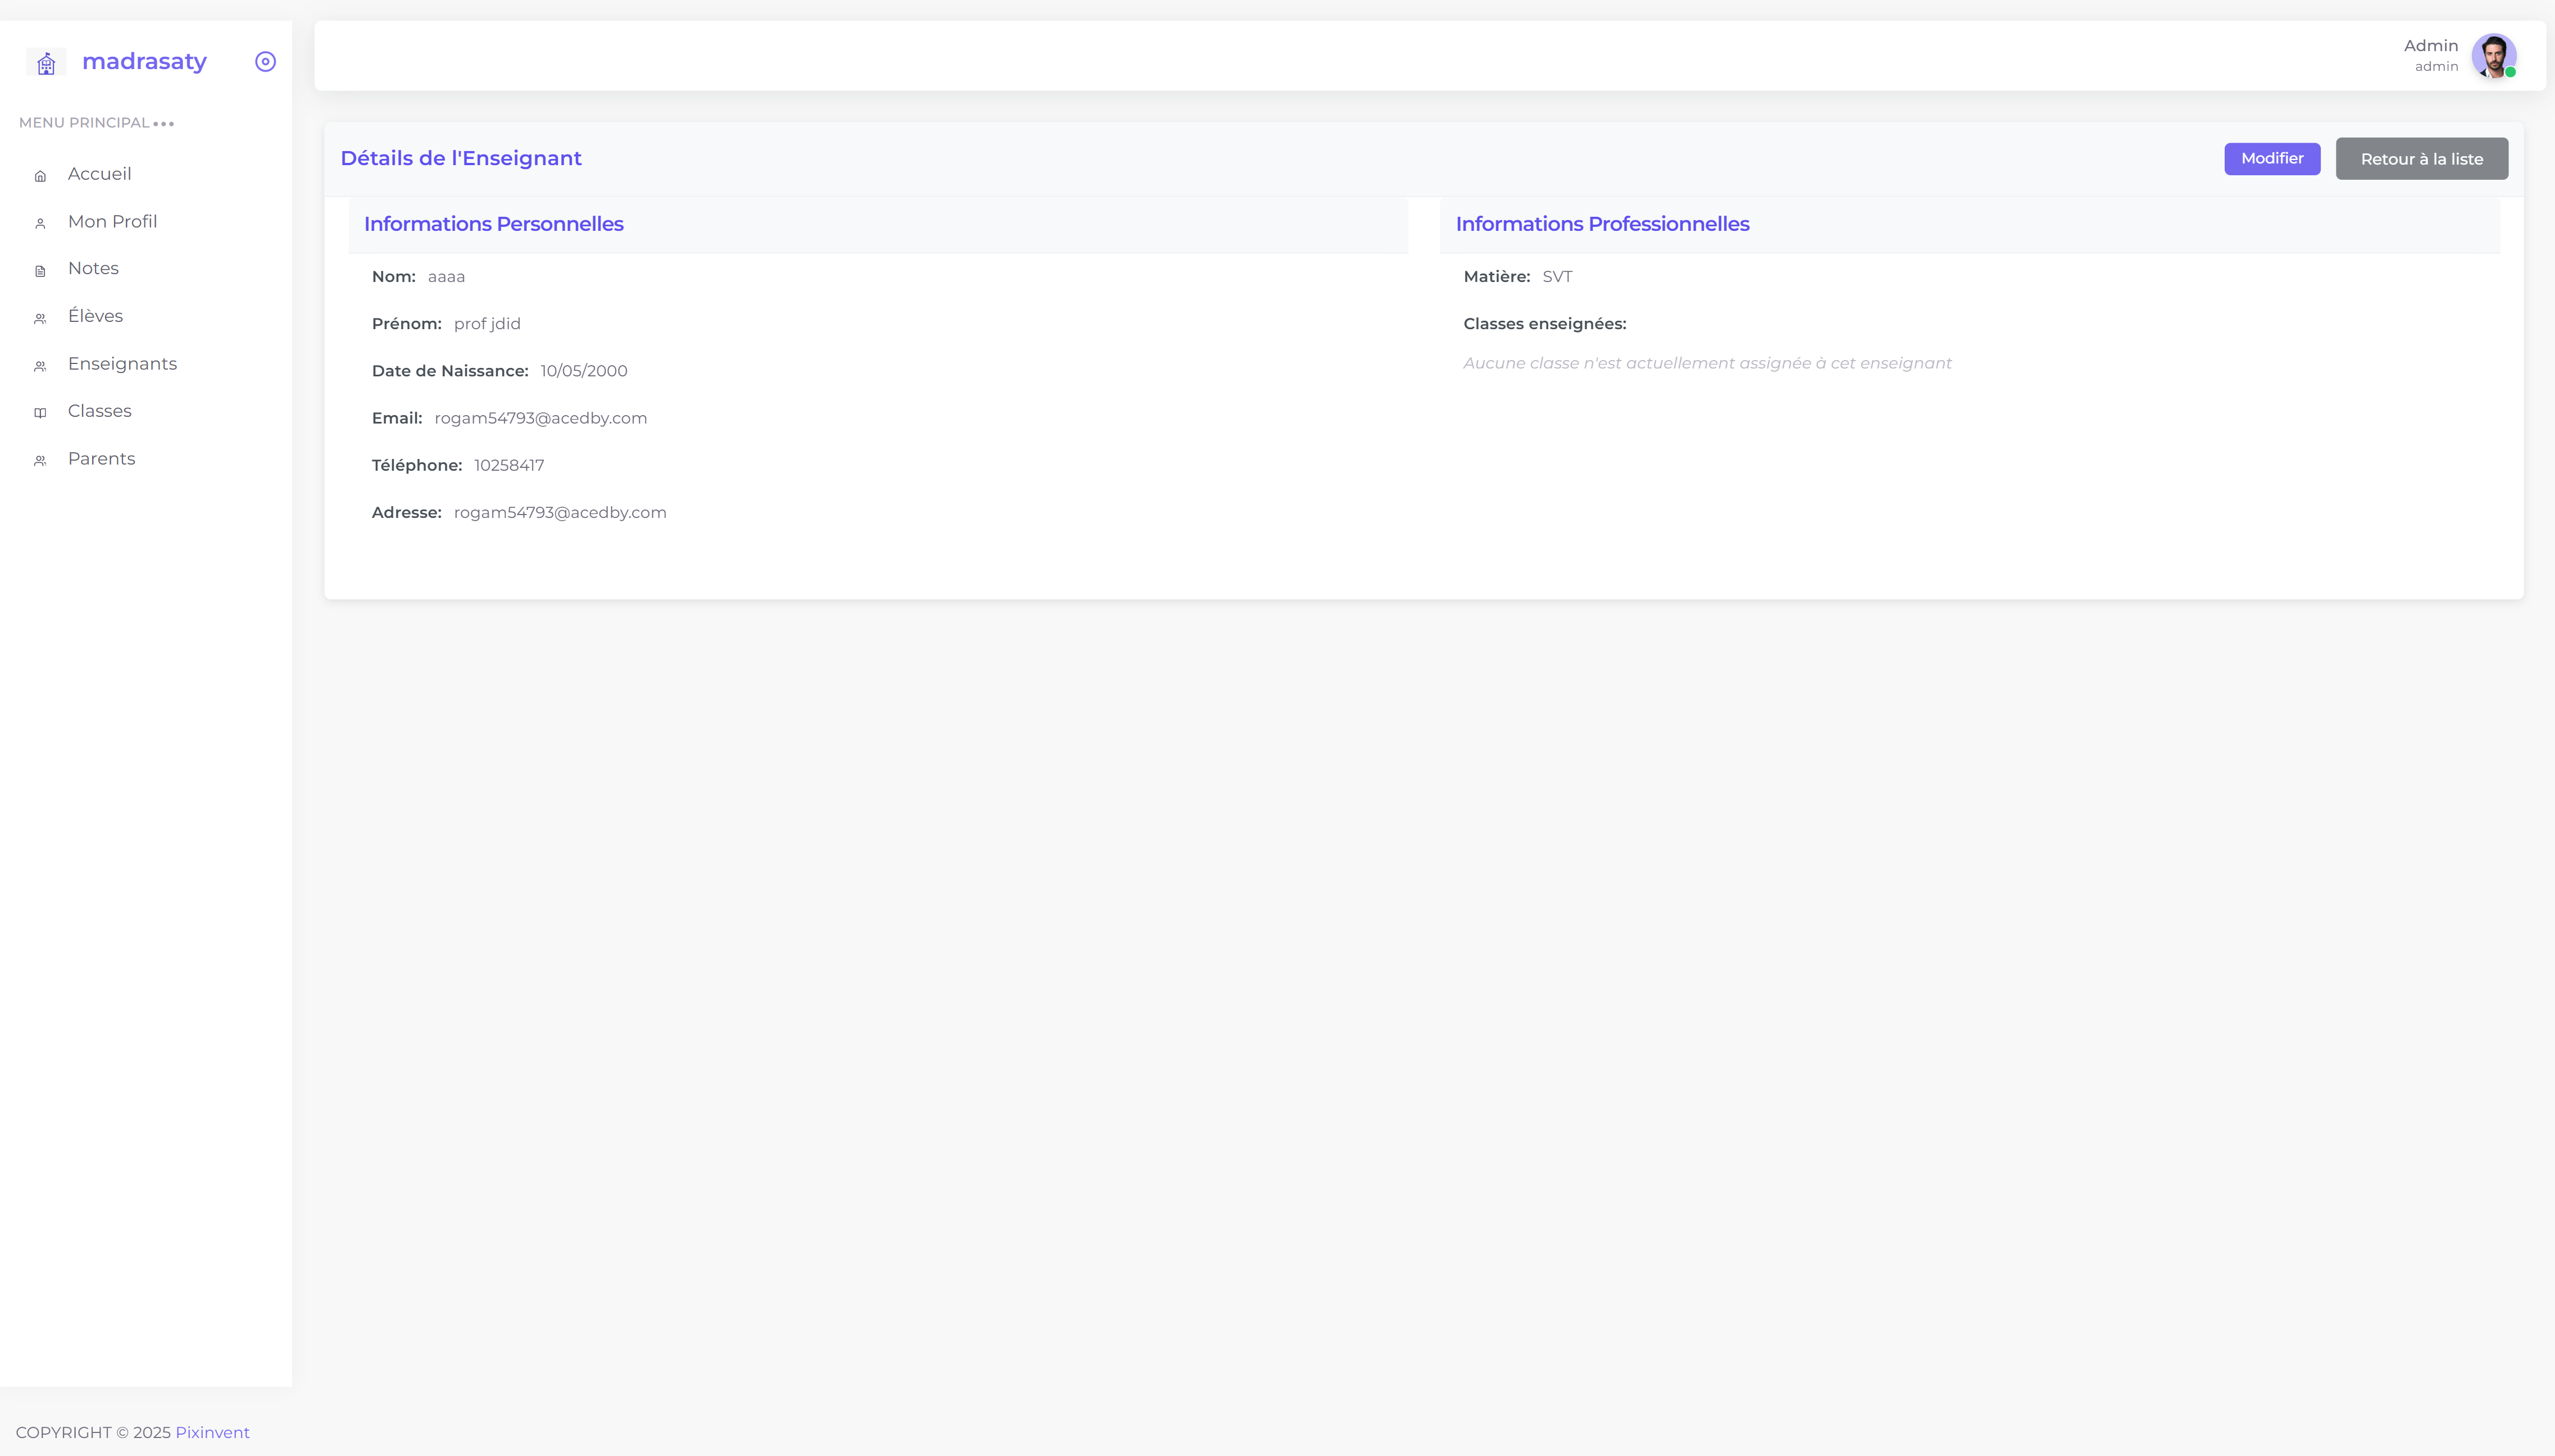 madrasaty
MENU PRINCIPAL
Accueil
Mon Profil
Notes
Élèves
Enseignants
Classes
Parents
Admin
admin
Détails de l'Enseignant
Modifier
Retour à la liste
Informations Personnelles
Nom: aaaa
Prénom: prof jdid
Date de Naissance: 10/05/2000
Email: rogam54793@acedby.com
Téléphone: 10258417
Adresse: rogam54793@acedby.com
Informations Professionnelles
Matière: SVT
Classes enseignées:
Aucune classe n'est actuellement assignée à cet enseignant
COPYRIGHT © 2025 Pixinvent